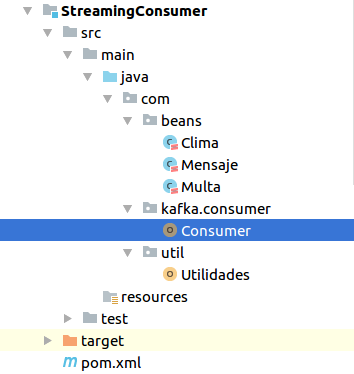 StreamingConsumer
src
main
java
com
beans
Clima
Mensaje
Multa
kafka.consumer
Consumer
util
Utilidades
resources
test
target
pom.xml